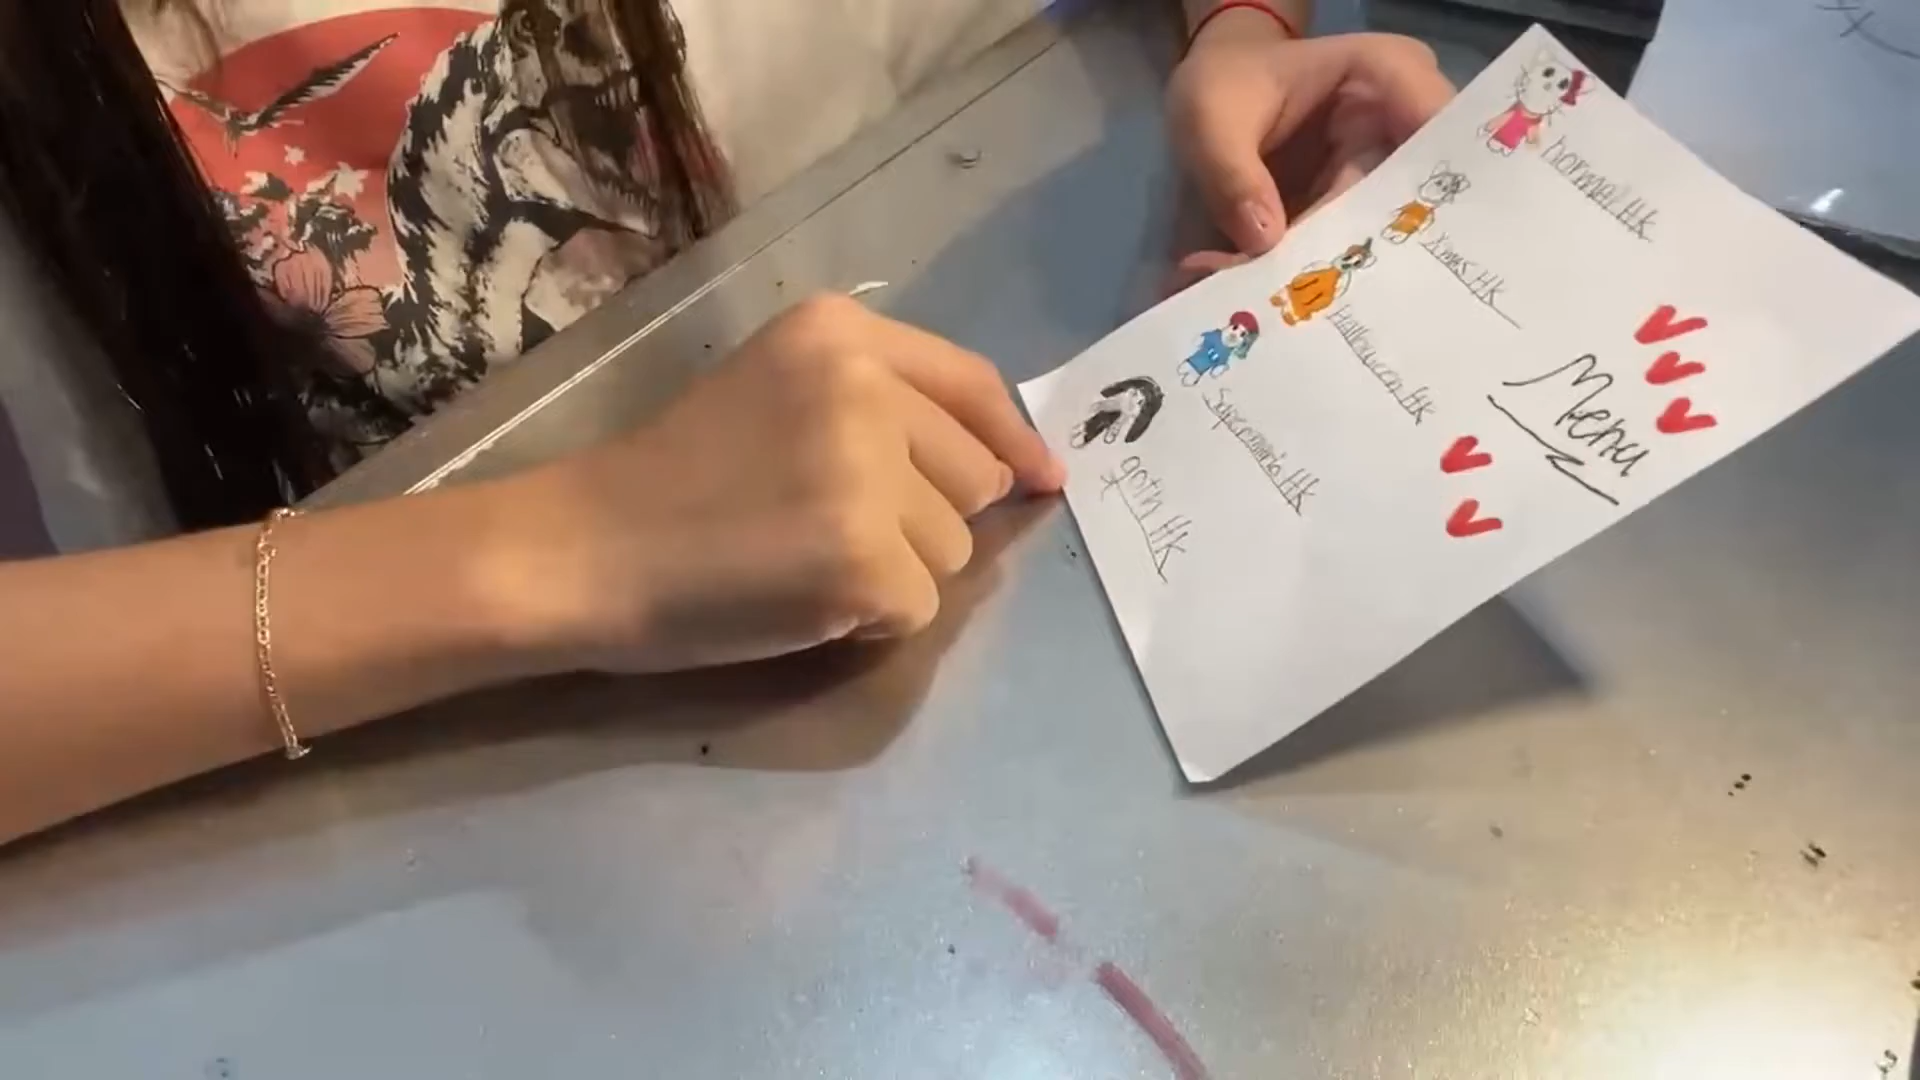 Menu
normal HK
Xmas HK
Halloween HK
Supermario HK
goth HK